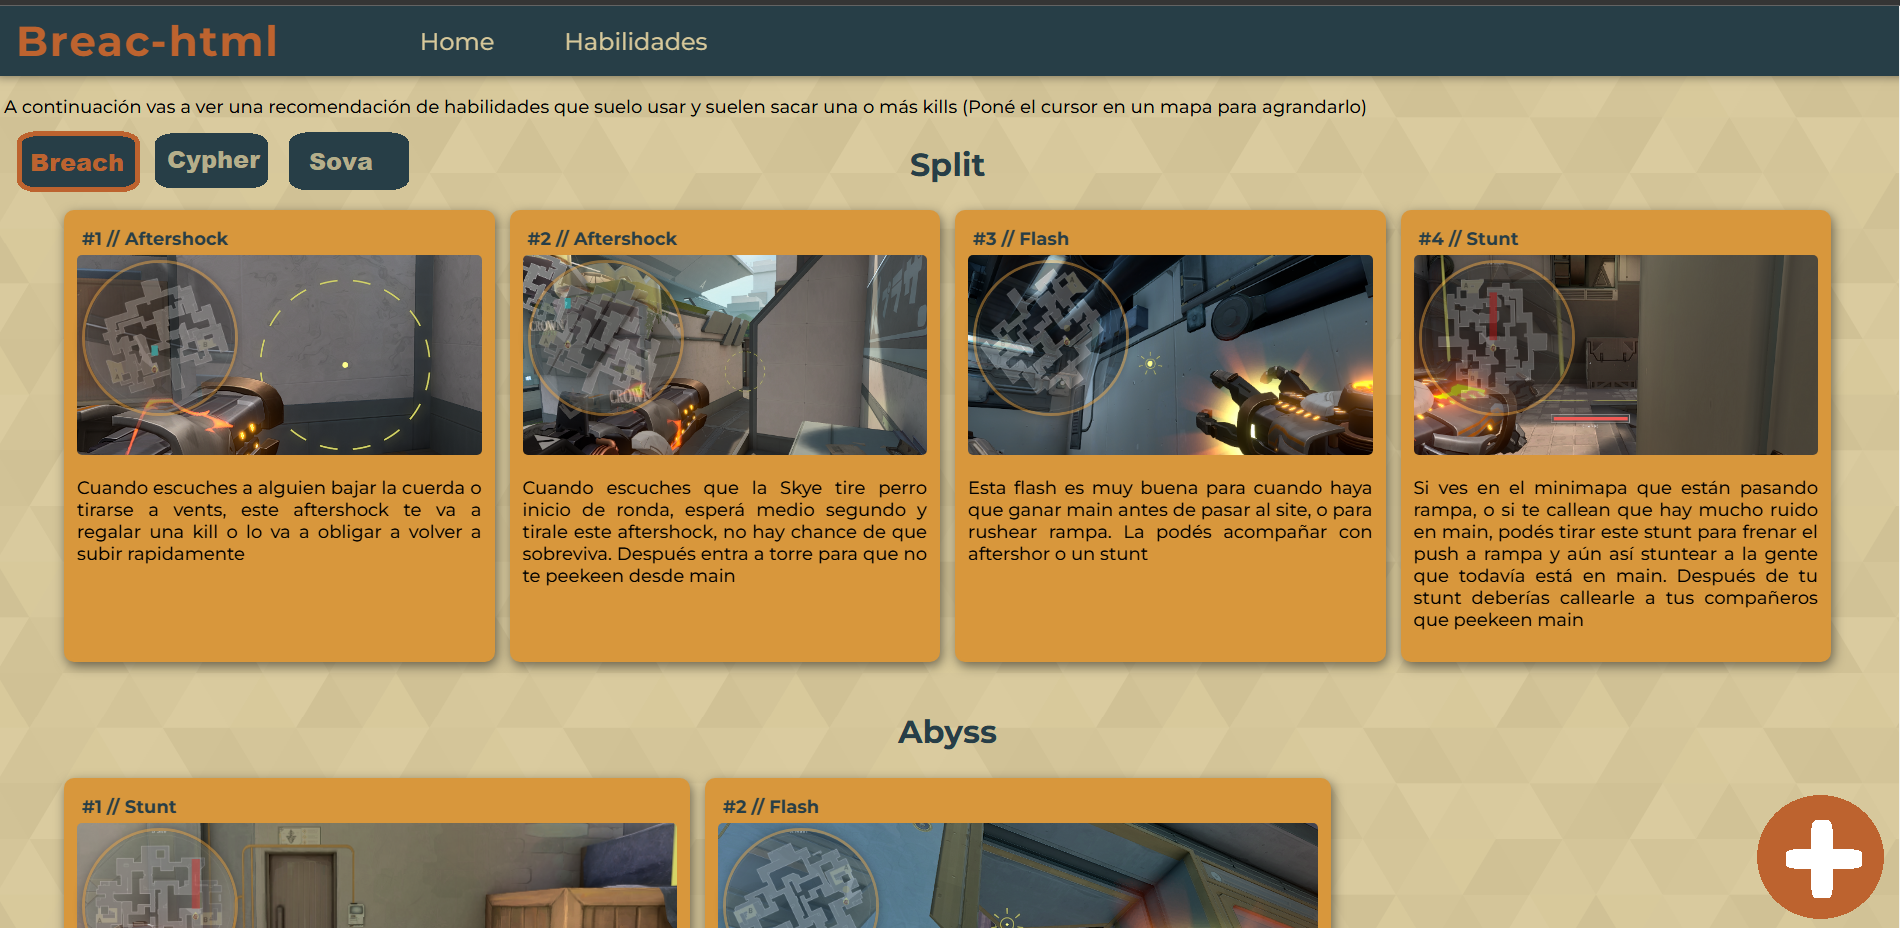 Breac-html
Home
Habilidades
A continuación vas a ver una recomendación de habilidades que suelo usar y suelen sacar una o más kills (Poné el cursor en un mapa para agrandarlo)
Breach
Cypher
Sova
Split
#1 // Aftershock
Cuando escuches a alguien bajar la cuerda o
tirarse a vents, este aftershock te va a
regalar una kill o lo va a obligar a volver a
subir rapidamente
#2 // Aftershock
CROWN
CROWN
Cuando escuches que la Skye tire perro
inicio de ronda, esperá medio segundo y
tirale este aftershock, no hay chance de que
sobreviva. Después entra a torre para que no
te peekeen desde main
#3 // Flash
Esta flash es muy buena para cuando haya
que ganar main antes de pasar al site, o para
rushear rampa. La podés acompañar con
aftershor o un stunt
#4 // Stunt
Si ves en el minimapa que están pasando
rampa, o si te callean que hay mucho ruido
en main, podés tirar este stunt para frenar el
push a rampa y aún así stuntear a la gente
que todavía está en main. Después de tu
stunt deberías callearle a tus compañeros
que peekeen main
Abyss
#1 // Stunt
#2 // Flash